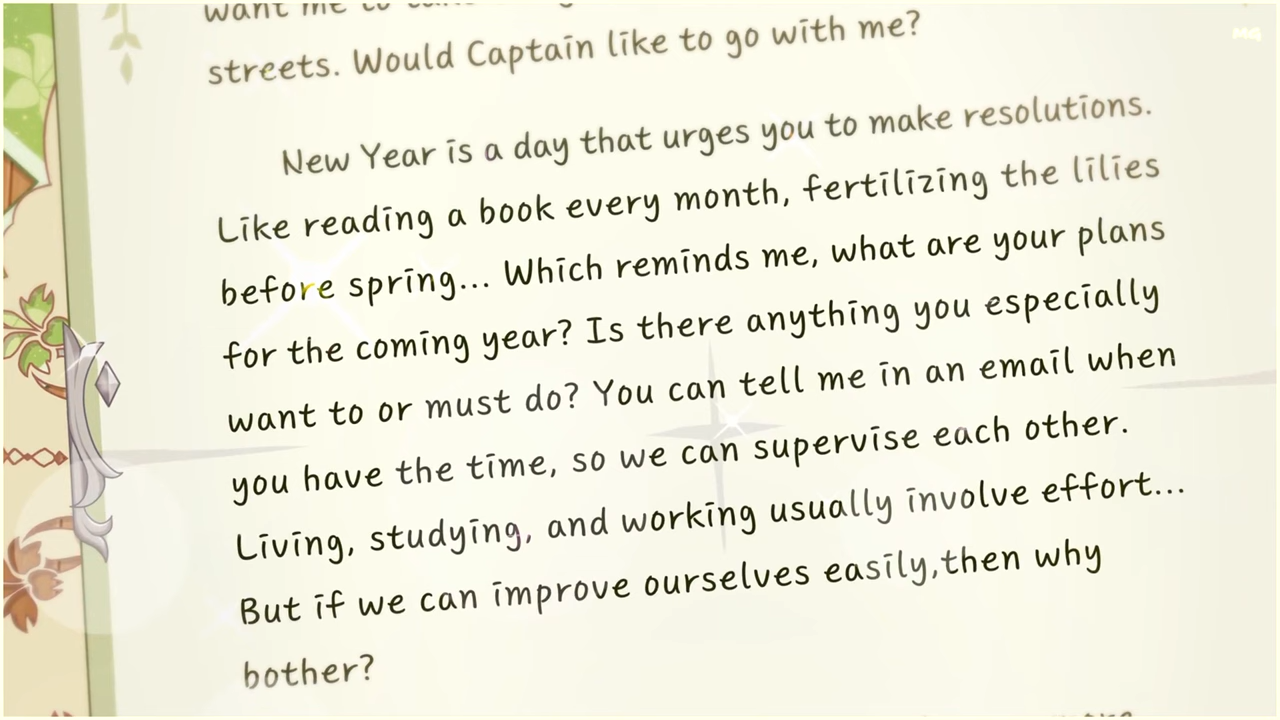 want me to
streets. Would Captain like to go with me?
New Year is a day that urges you to make resolutions.
Like reading a book every month, fertilizing the lilies
before spring... Which reminds me, what are your plans
for the coming year? Is there anything you especially
want to or must do? You can tell me in an email when
you have the time, so we can supervise each other.
Living, studying, and working usually involve effort...
But if we can improve ourselves easily,then why
bother?